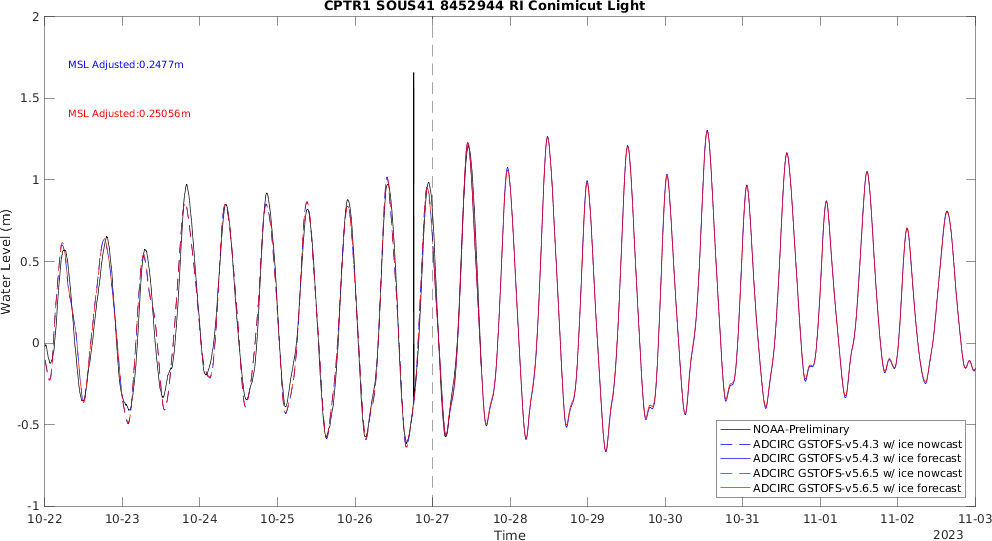 CPTR1 SOUS41 8452944 RI Conimicut Light
2
1.5
1
0.5
0
-0.5
-1
Water Level (m)
MSL Adjusted:0.2477m
MSL Adjusted:0.25056m
NOAA-Preliminary
ADCIRC GSTOFS-v5.4.3 w/ ice nowcast
ADCIRC GSTOFS-v5.4.3 w/ ice forecast
ADCIRC GSTOFS-v5.6.5 w/ ice nowcast
ADCIRC GSTOFS-v5.6.5 w/ ice forecast
10-22 10-23 10-24 10-25 10-26 10-27 10-28 10-29 10-30 10-31 11-01 11-02 11-03
Time
2023